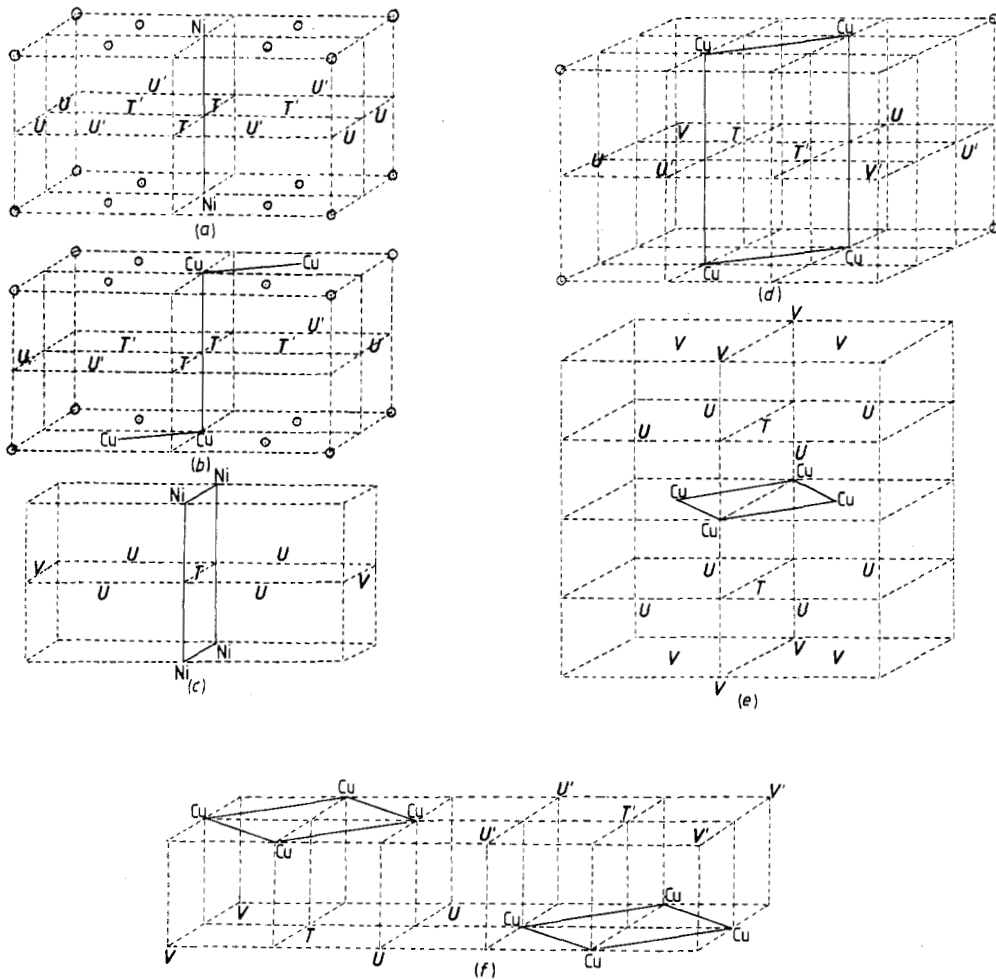 Ni
U'
U'
U T' T T' U
U U' T U' U
Ni
(a)
Cu Cu
U'
T' T T' U
U U' T
Cu Cu
(b)
Ni
Ni
U U
V T
U U V
Ni
Ni
(c)
Cu
Cu
U
V T
T' U'
U U' V'
Cu
Cu
(d)
V
V V
V
U U
T
U
U
Cu
Cu Cu
Cu
U U
T
U U
V
V V
V
(e)
Cu U' V'
Cu Cu T'
Cu U' V'
Cu
V U Cu Cu
T
V U Cu
(f)